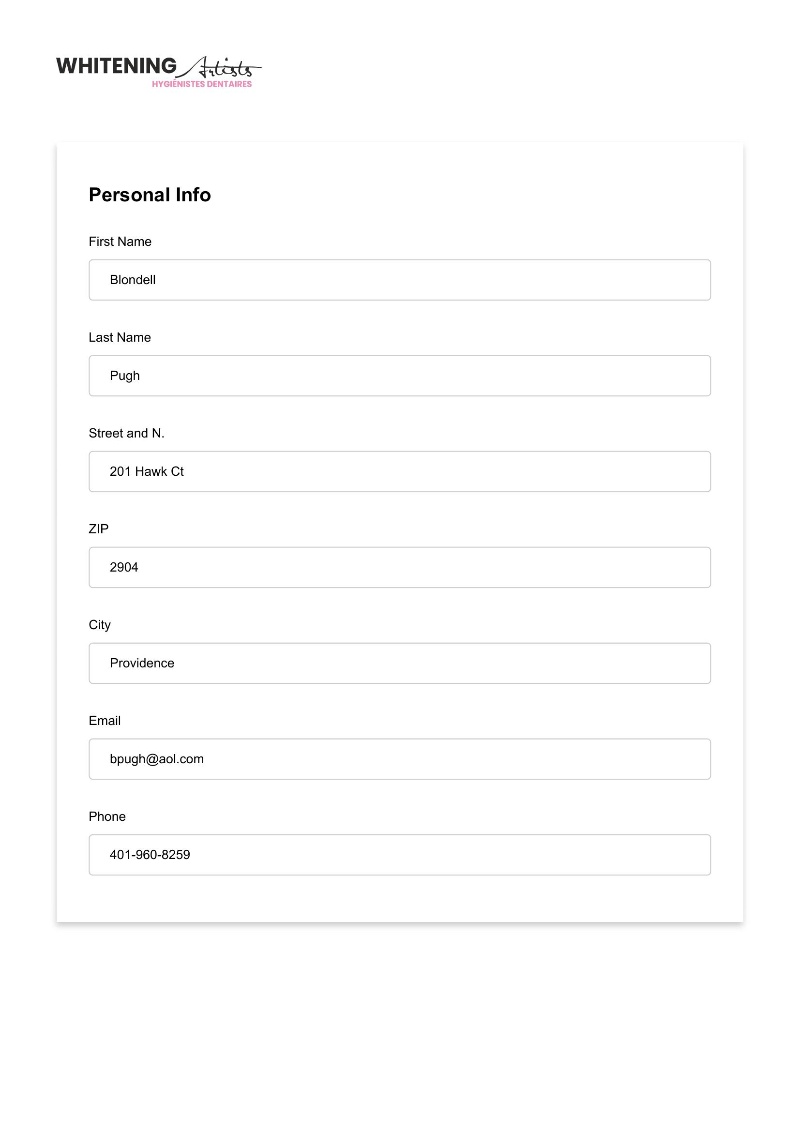 WHITENING Artists
HYGIÉNISTES DENTAIRES
Personal Info
First Name
Blondell
Last Name
Pugh
Street and N.
201 Hawk Ct
ZIP
2904
City
Providence
Email
bpugh@aol.com
Phone
401-960-8259